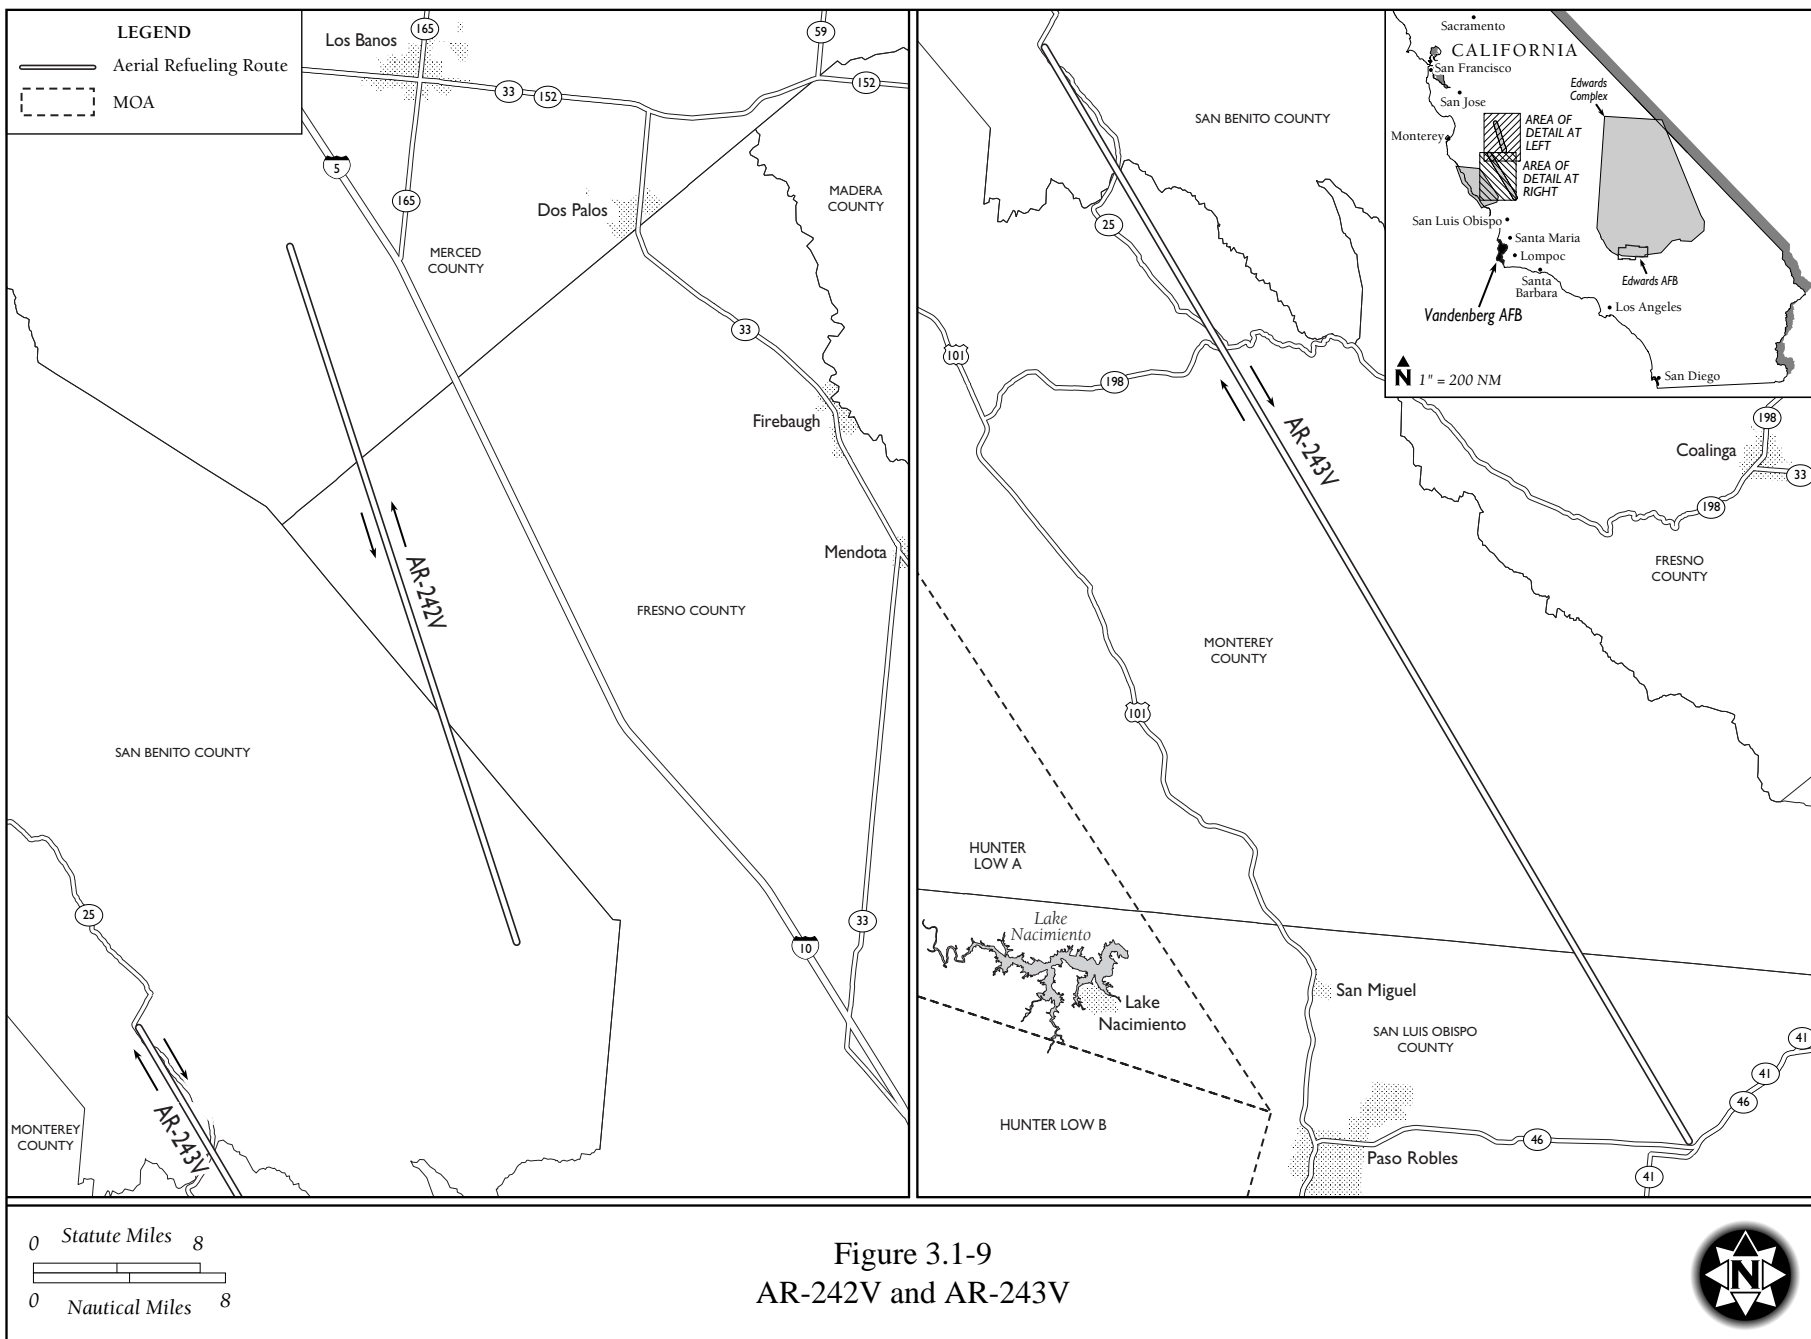 LEGEND
Aerial Refueling Route
MOA
Los Banos
165
59
33
152
152
5
165
Dos Palos
MADERA
COUNTY
MERCED
COUNTY
33
Firebaugh
Mendota
AR-242V
FRESNO COUNTY
SAN BENITO COUNTY
25
33
10
MONTEREY
COUNTY
AR-243V
SAN BENITO COUNTY
25
101
198
AR-243V
198
Coalinga
33
198
FRESNO
COUNTY
MONTEREY
COUNTY
101
HUNTER
LOW A
Lake
Nacimiento
Lake
Nacimiento
San Miguel
SAN LUIS OBISPO
COUNTY
41
41
46
HUNTER LOW B
46
Paso Robles
41
Sacramento
CALIFORNIA
San Francisco
San Jose
Edwards
Complex
Monterey
AREA OF
DETAIL AT
LEFT
AREA OF
DETAIL AT
RIGHT
San Luis Obispo
Santa Maria
Lompoc
Santa
Barbara
Edwards AFB
Los Angeles
Vandenberg AFB
San Diego
N 1" = 200 NM
0 Statute Miles 8
0 Nautical Miles 8
Figure 3.1-9
AR-242V and AR-243V
N